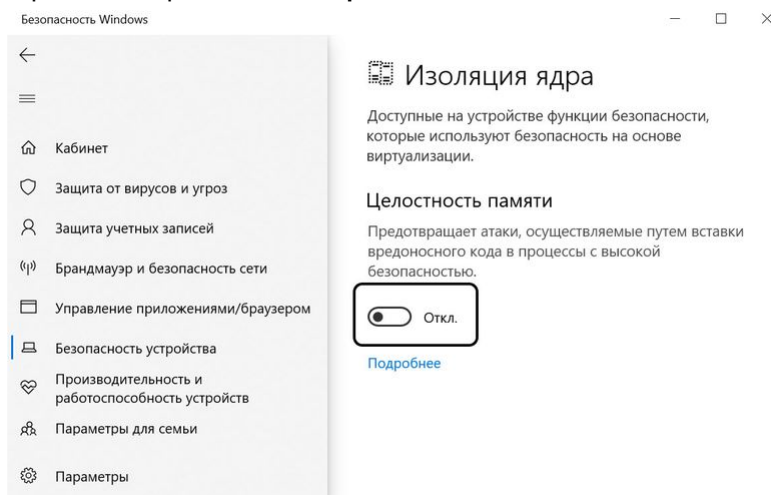 Безопасность Windows
Кабинет
Защита от вирусов и угроз
Защита учетных записей
Брандмауэр и безопасность сети
Управление приложениями/браузером
Безопасность устройства
Производительность и
работоспособность устройств
Параметры для семьи
Параметры
Изоляция ядра
Доступные на устройстве функции безопасности,
которые используют безопасность на основе
виртуализации.
Целостность памяти
Предотвращает атаки, осуществляемые путем вставки
вредоносного кода в процессы с высокой
безопасностью.
Откл.
Подробнее